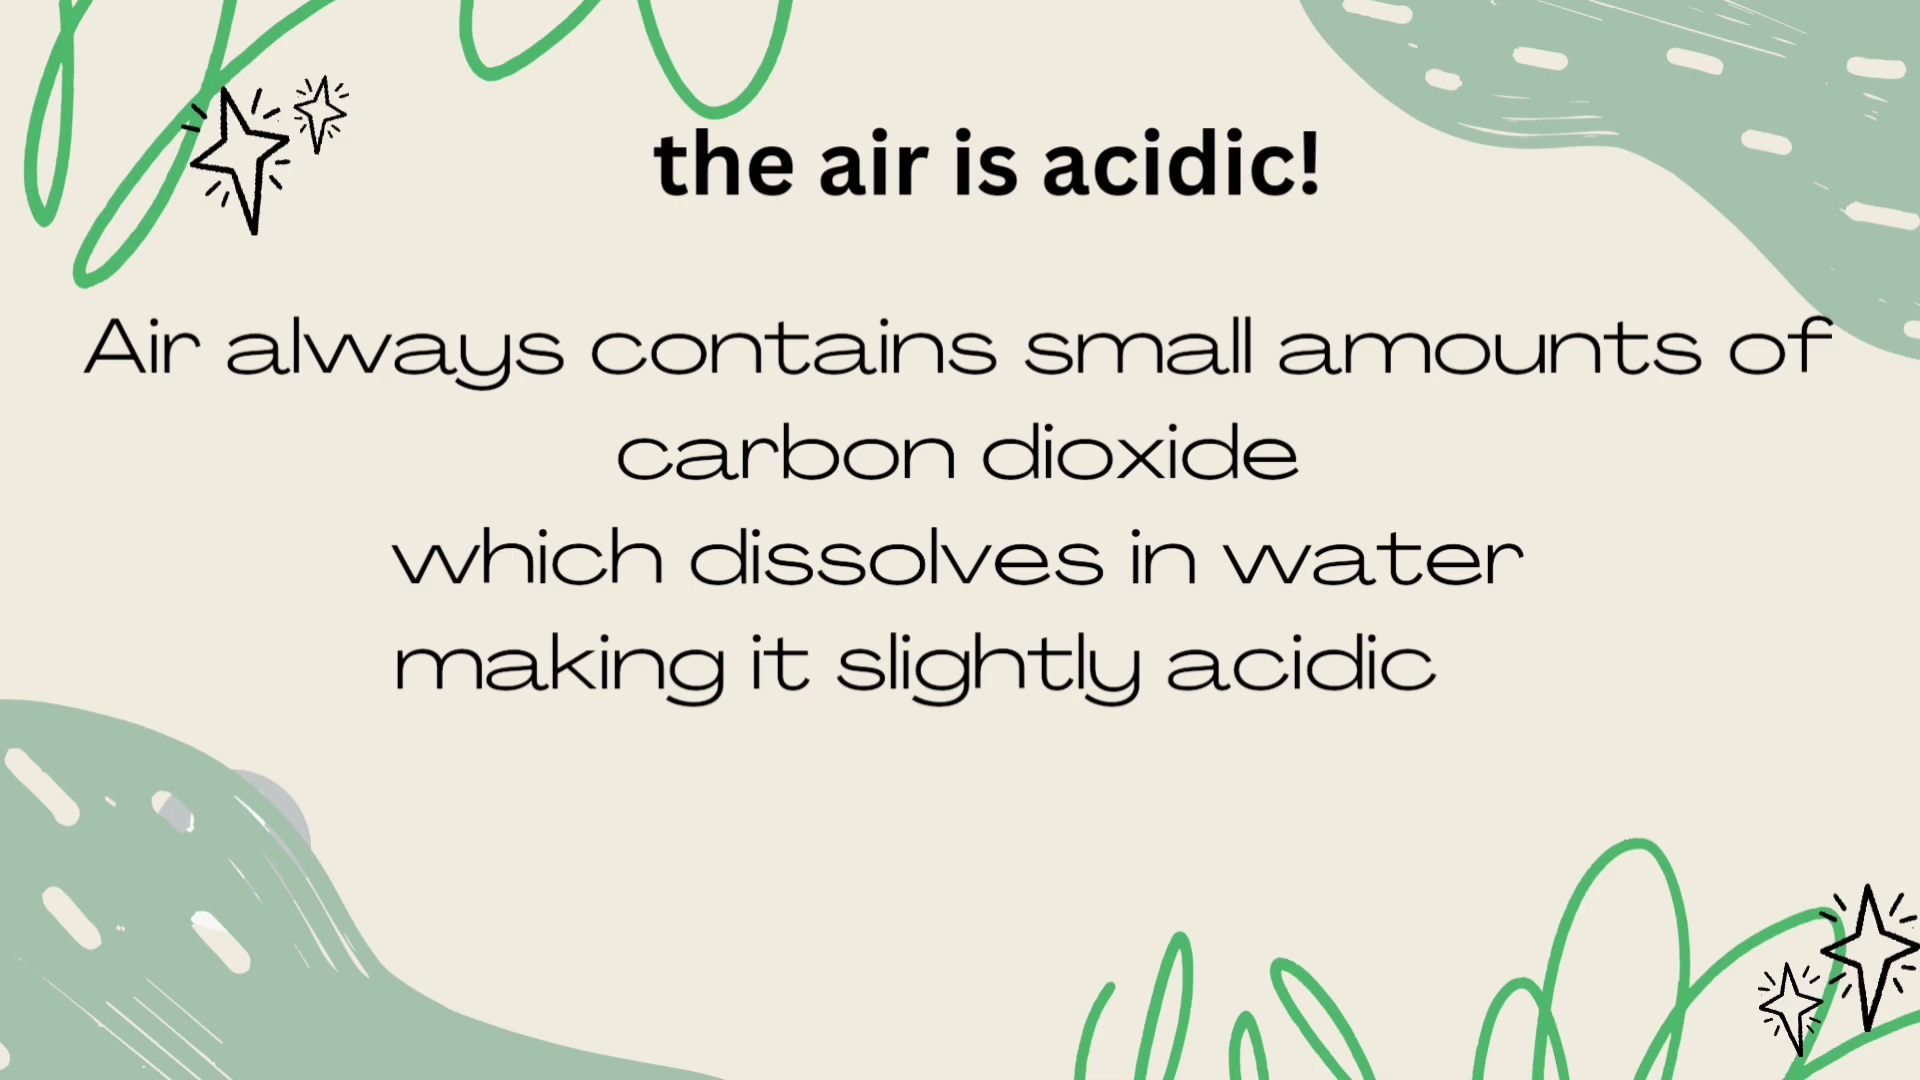 the air is acidic!
Air always contains small amounts of
carbon dioxide
which dissolves in water
making it slightly acidic